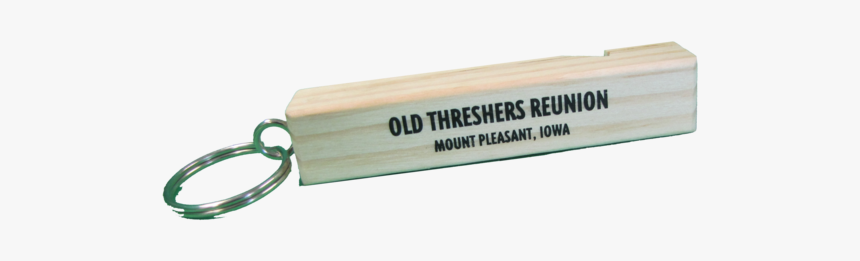 OLD THRESHERS REUNION
MOUNT PLEASANT, IOWA